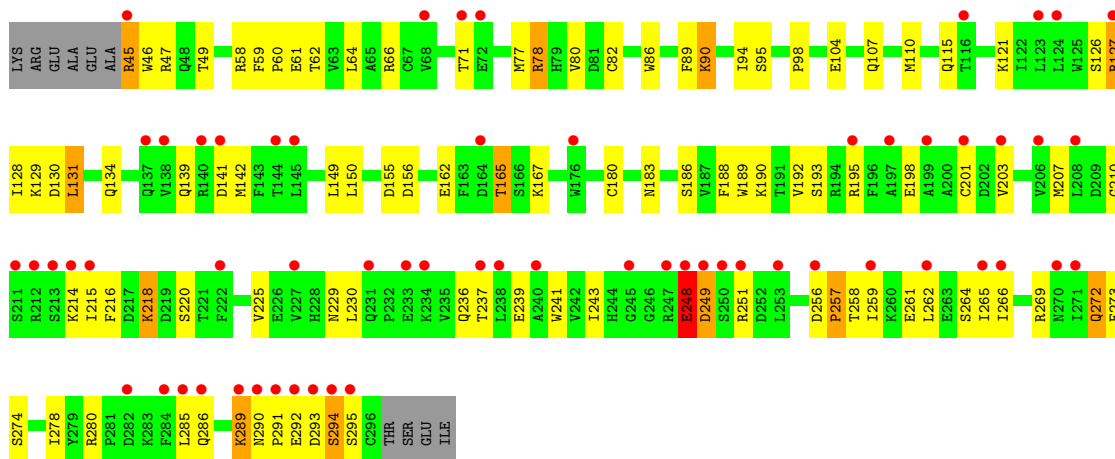 LYS ARG GLU ALA GLU ALA R45 W46 R47 Q48 T49 R58 F59 P60 E61 T62 V63 L64 A65 R66 C67 V68 T71 E72 M77 R78 H79 V80 D81 C82 W86 F89 K90 I94 S95 P98 E104 Q107 M110 Q115 T116 K121 I122 L123 L124 W125 S126
I128 K129 D130 L131 Q134 Q137 V138 Q139 R140 D141 M142 F143 T144 L145 L149 L150 D155 D156 E162 F163 D164 T165 S166 K167 W176 C180 N183 S186 V187 F188 W189 K190 T191 V192 S193 R194 R195 F196 A197 E198 A199 A200 C201 D202 V203 V206 M207 L208 D209
S211 R212 S213 K214 I215 F216 D217 K218 D219 S220 T221 F222 V225 E226 V227 H228 N229 L230 Q231 P232 E233 K234 V235 Q236 T237 L238 E239 A240 W241 V242 I243 H244 G245 G246 R247 E248 D249 S250 R251 D252 L253 D256 P257 T258 I259 K260 E261 L262 E263 S264 I265 I266 R269 N270 I271 Q272
S274 I278 Y279 R280 P281 D282 K283 F284 L285 Q286 K289 N290 P291 E292 D293 S294 S295 C296 THR SER GLU ILE